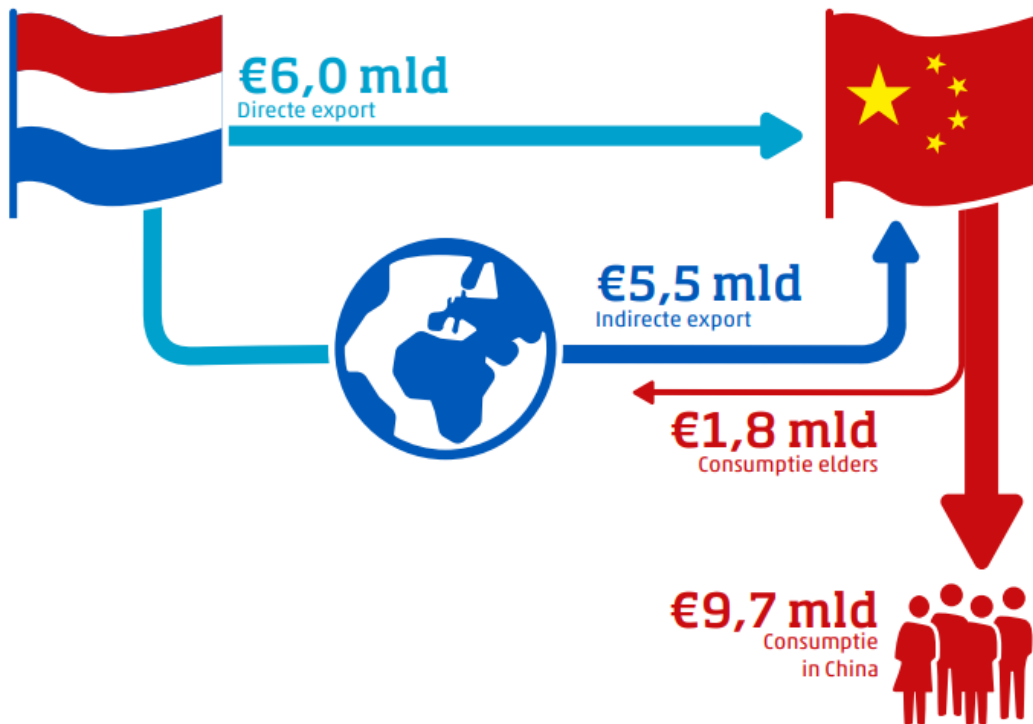 €6,0 mld
Directe export
€5,5 mld
Indirecte export
€1,8 mld
Consumptie elders
€9,7 mld
Consumptie
in China